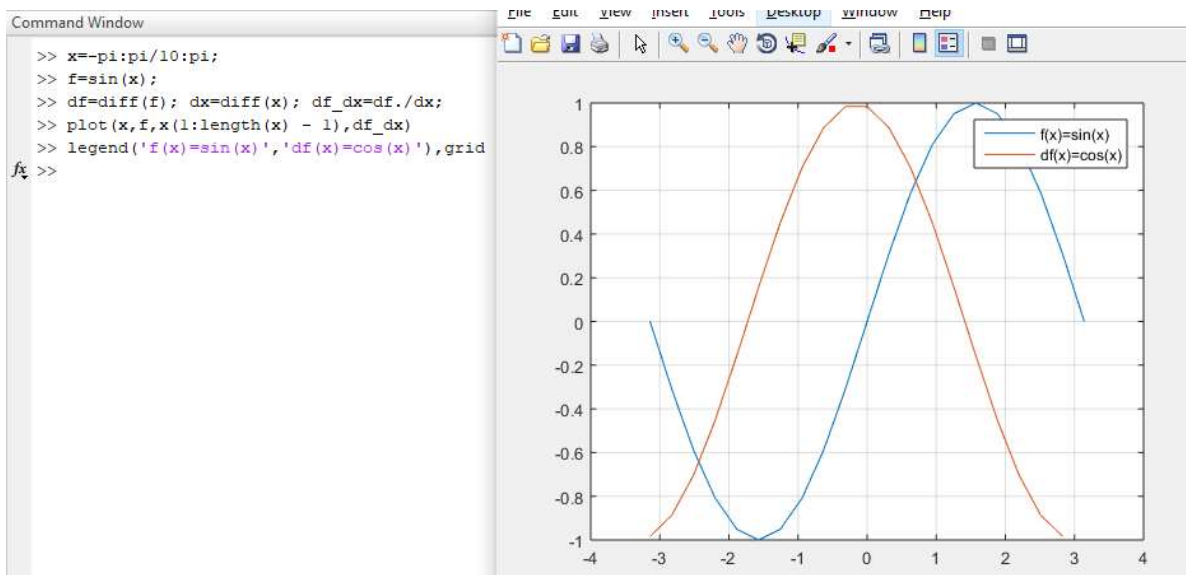 Command Window
>> x=-pi:pi/10:pi;
>> f=sin(x);
>> df=diff(f); dx=diff(x); df_dx=df./dx;
>> plot(x,f,x(1:length(x) - 1),df_dx)
>> legend('f(x)=sin(x)','df(x)=cos(x)'),grid
fx >>
File Edit View Insert Tools Desktop Window Help
1
0.8
0.6
0.4
0.2
0
-0.2
-0.4
-0.6
-0.8
-1
-4 -3 -2 -1 0 1 2 3 4
f(x)=sin(x)
df(x)=cos(x)